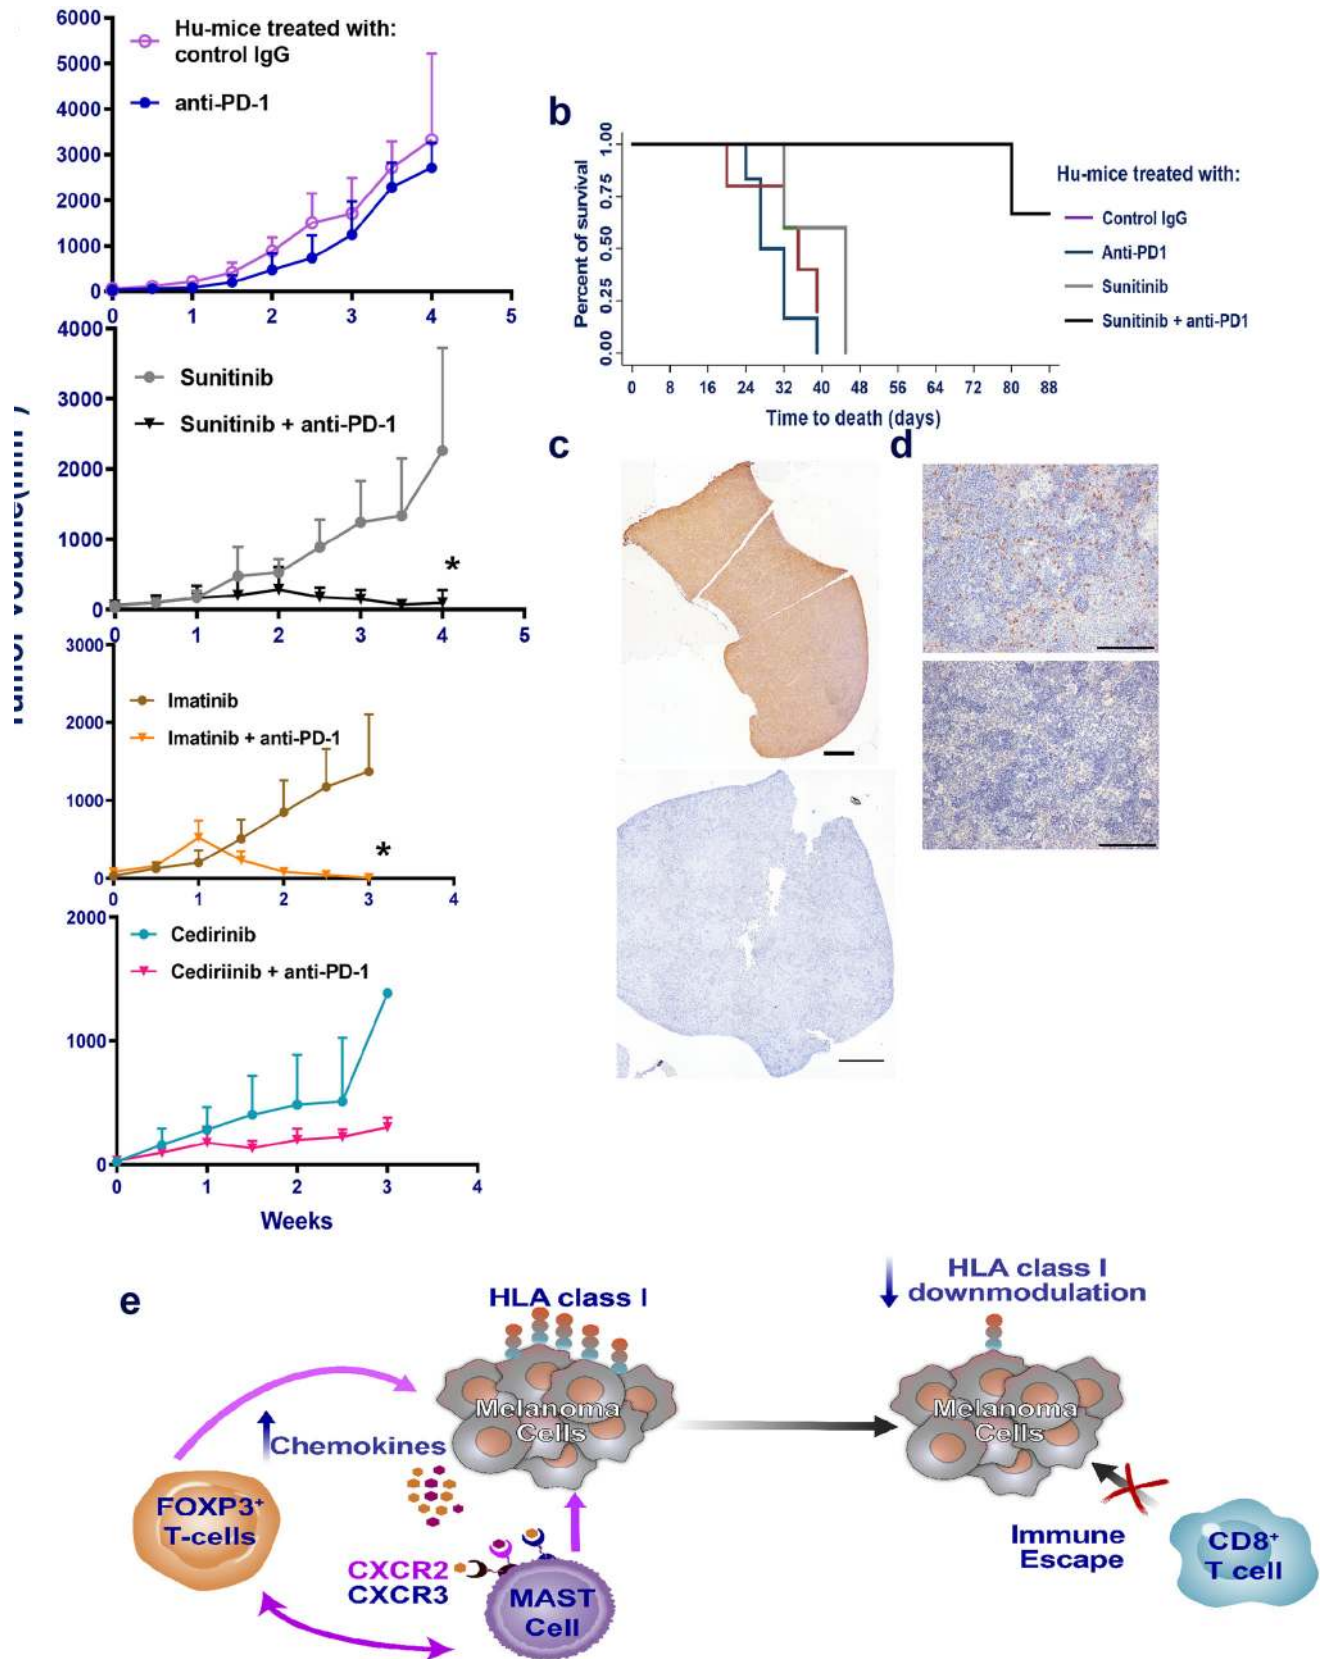 6000
5000
4000
3000
2000
1000
0
Hu-mice treated with:
control IgG
anti-PD-1
0 1 2 3 4 5
4000
3000
2000
1000
0
Sunitinib
Sunitinib + anti-PD-1
*
0 1 2 3 4 5
3000
2000
1000
0
Imatinib
Imatinib + anti-PD-1
*
0 1 2 3 4
2000
1000
0
Cedirinib
Cediriinib + anti-PD-1
0 1 2 3 4
Weeks
b
Percent of survival
1.00
0.75
0.50
0.25
0.00
0 8 16 24 32 40 48 56 64 72 80 88
Time to death (days)
Hu-mice treated with:
Control IgG
Anti-PD1
Sunitinib
Sunitinib + anti-PD1
c
d
e
HLA class I
Melanoma
Cells
Chemokines
FOXP3+
T-cells
CXCR2
CXCR3
MAST
Cell
HLA class I
downmodulation
Melanoma
Cells
Immune
Escape
CD8+
T cell